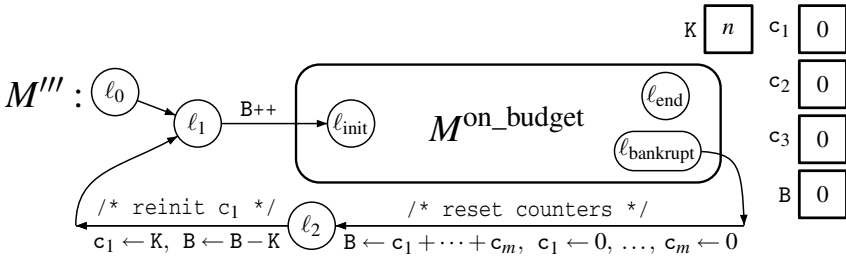 K n c₁ 0
M‴ : ℓ₀ ℓ₁ B++ ℓinit M^on_budget ℓend c₂ 0
ℓbankrupt c₃ 0
B 0
/* reinit c₁ */ ℓ₂ /* reset counters */
c₁ ← K, B ← B − K B ← c₁ + ⋯ + cₘ, c₁ ← 0, …, cₘ ← 0